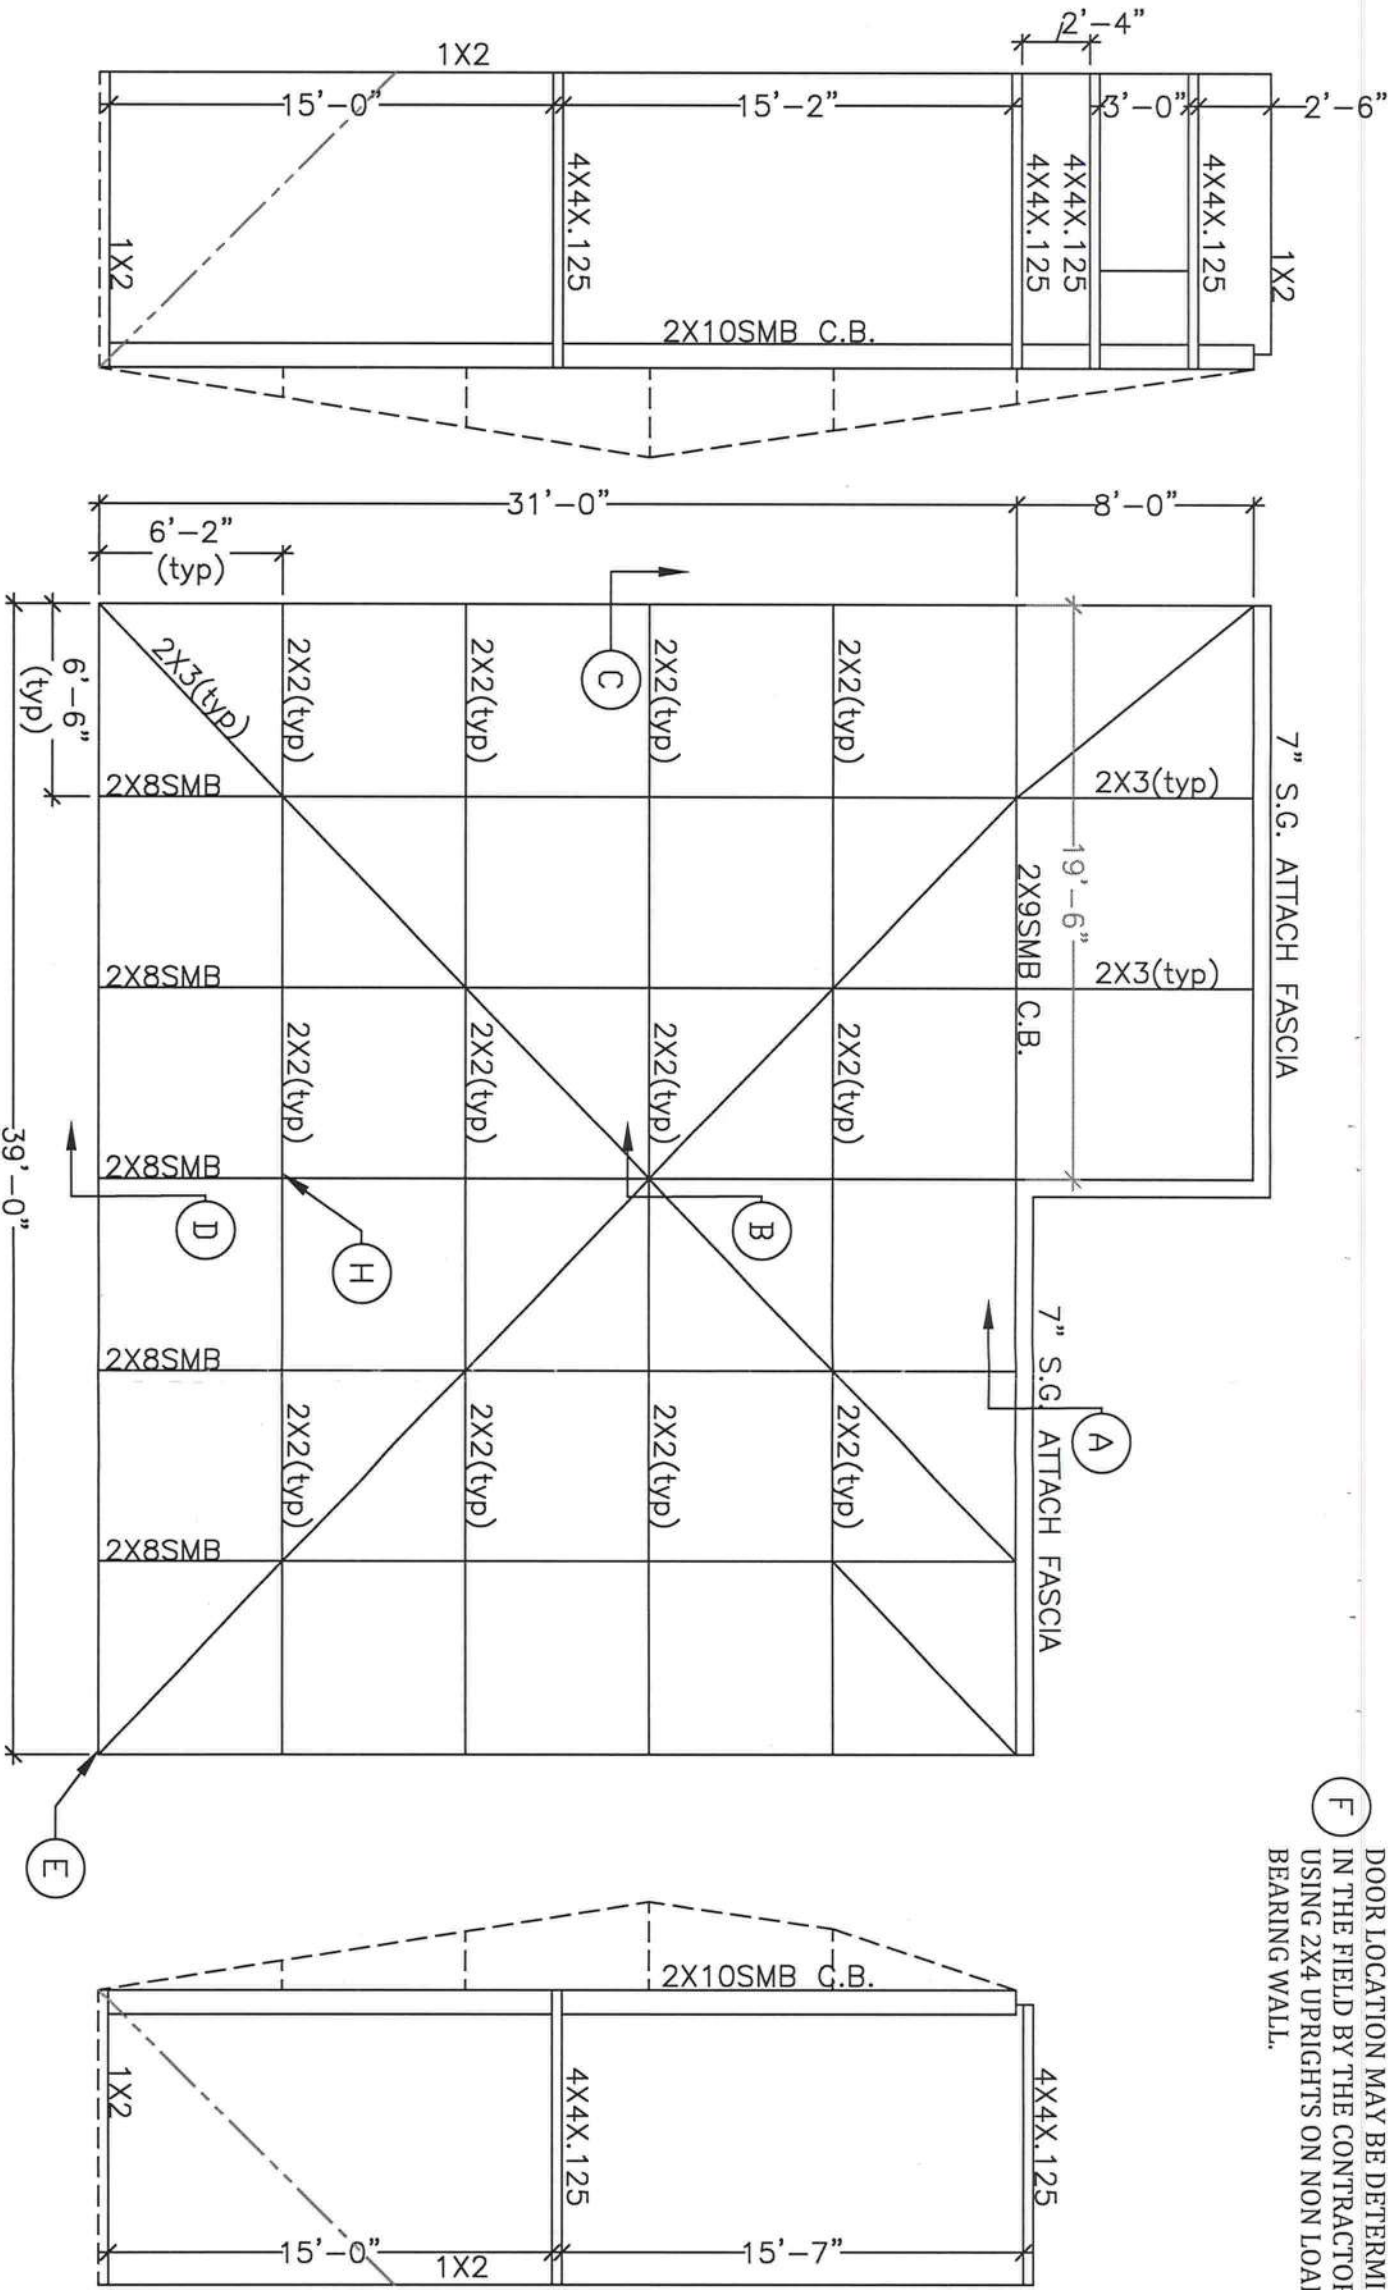 2'-4"
1X2
15'-0"
15'-2"
3'-0"
2'-6"
4X4X.125
4X4X.125
4X4X.125
4X4X.125
1X2
1X2
2X10SMB C.B.
31'-0"
8'-0"
6'-2"
(typ)
6'-6"
(typ)
2X3(typ)
2X2(typ)
2X2(typ)
C
2X2(typ)
2X2(typ)
7" S.G. ATTACH FASCIA
2X8SMB
2X3(typ)
19'-6"
2X9SMB C.B.
2X8SMB
2X3(typ)
2X2(typ)
2X2(typ)
2X2(typ)
2X2(typ)
39'-0"
2X8SMB
D
H
B
7" S.G. ATTACH FASCIA
A
2X8SMB
2X2(typ)
2X2(typ)
2X2(typ)
2X2(typ)
2X8SMB
E
F
DOOR LOCATION MAY BE
IN THE FIELD BY THE
USING 2X4 UPRIGHTS ON NON
BEARING WALL.
2X10SMB C.B.
1X2
4X4X.125
4X4X.125
15'-0"
1X2
15'-7"